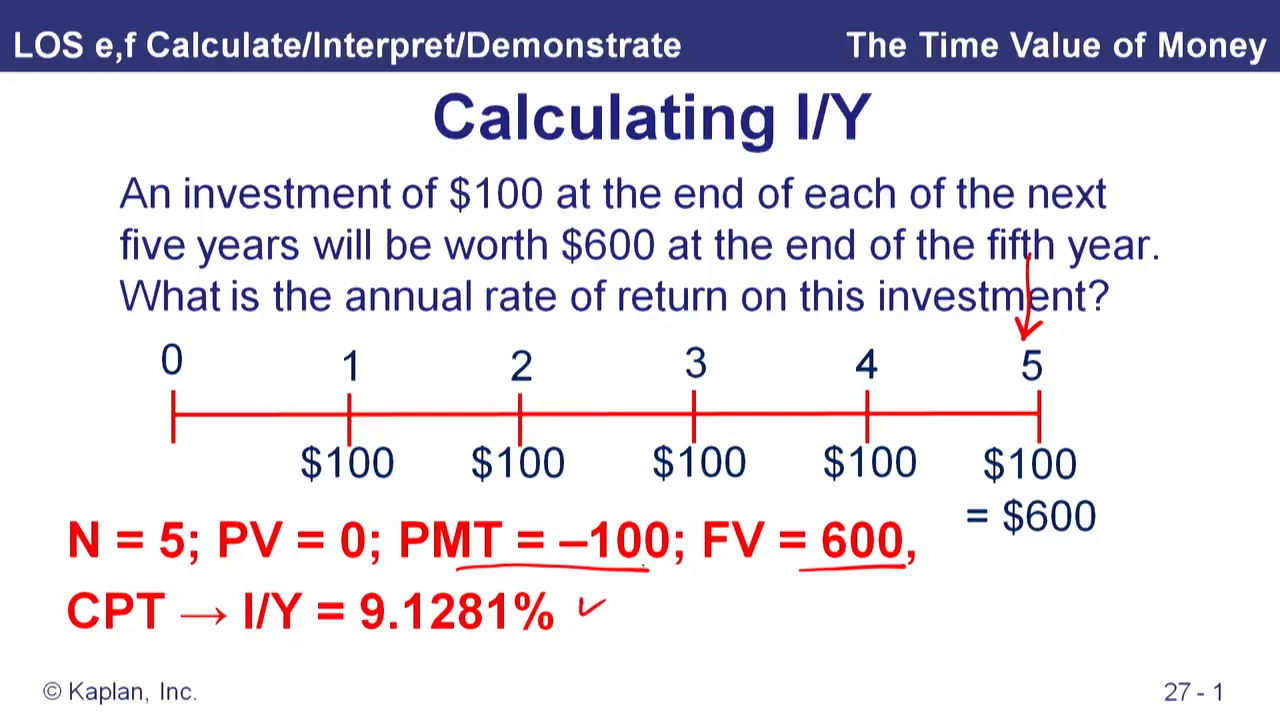 LOS e,f Calculate/Interpret/Demonstrate The Time Value of Money
Calculating I/Y
An investment of $100 at the end of each of the next
five years will be worth $600 at the end of the fifth year.
What is the annual rate of return on this investment?
0 1 2 3 4 5
$100 $100 $100 $100 $100
= $600
N = 5; PV = 0; PMT = –100; FV = 600,
CPT → I/Y = 9.1281%
© Kaplan, Inc. 27 - 1